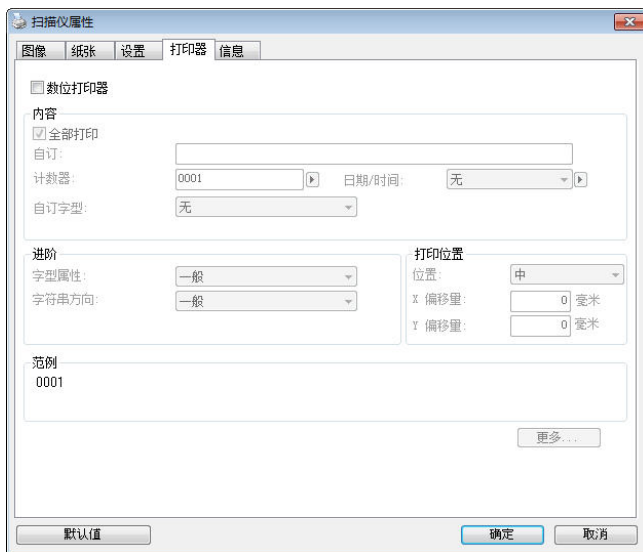 扫描仪属性
图像 纸张 设置 打印器 信息
数位打印器
内容
全部打印
自订:
计数器: 0001 日期/时间: 无
自订字型: 无
进阶
字型属性: 一般
字符串方向: 一般
打印位置
位置: 中
X 偏移量: 0 毫米
Y 偏移量: 0 毫米
范例
0001
更多...
默认值 确定 取消